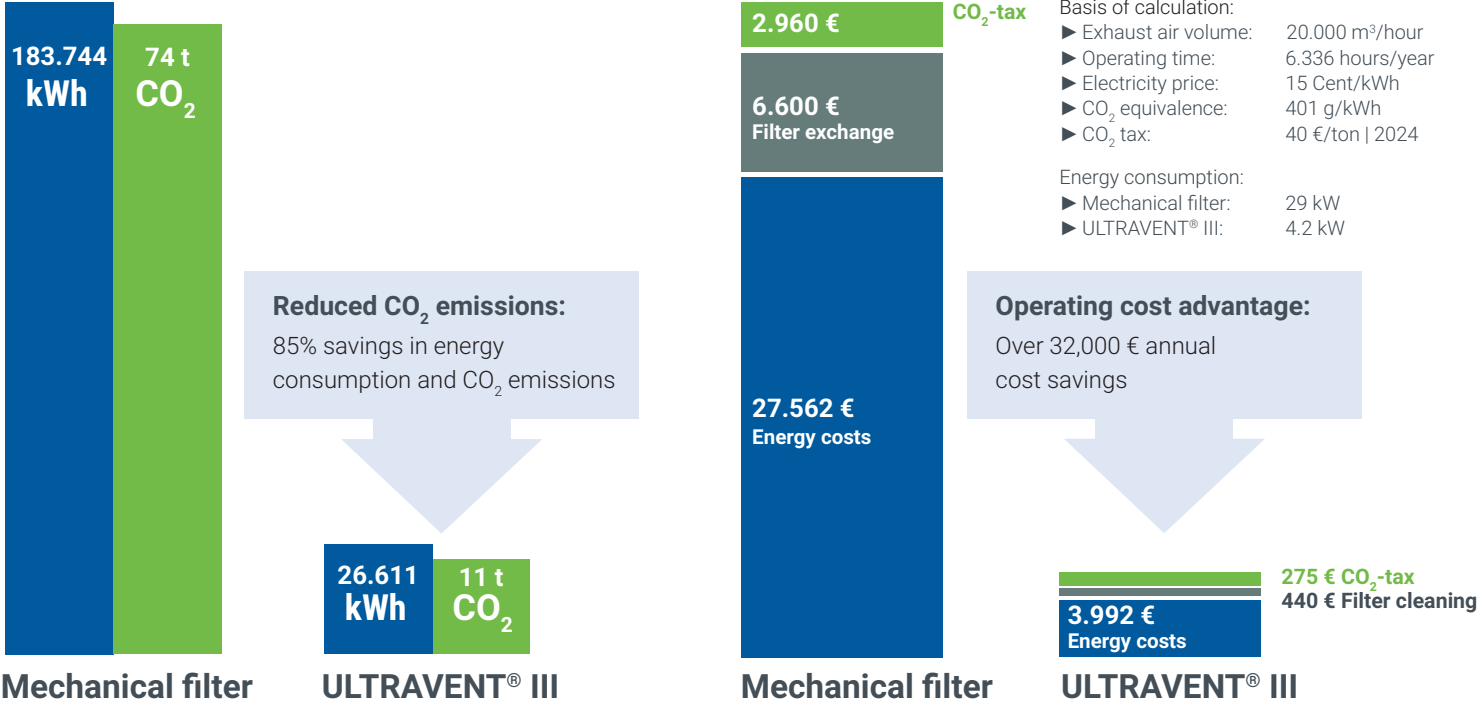 183.744
kWh
74 t
CO₂
Reduced CO₂ emissions:
85% savings in energy
consumption and CO₂ emissions
26.611
kWh
11 t
CO₂
Mechanical filter
ULTRAVENT® III
2.960 €
CO₂-tax
6.600 €
Filter exchange
27.562 €
Energy costs
Basis of calculation:
► Exhaust air volume: 20.000 m³/hour
► Operating time: 6.336 hours/year
► Electricity price: 15 Cent/kWh
► CO₂ equivalence: 401 g/kWh
► CO₂ tax: 40 €/ton | 2024
Energy consumption:
► Mechanical filter: 29 kW
► ULTRAVENT® III: 4.2 kW
Operating cost advantage:
Over 32,000 € annual
cost savings
275 € CO₂-tax
440 € Filter cleaning
3.992 €
Energy costs
Mechanical filter
ULTRAVENT® III